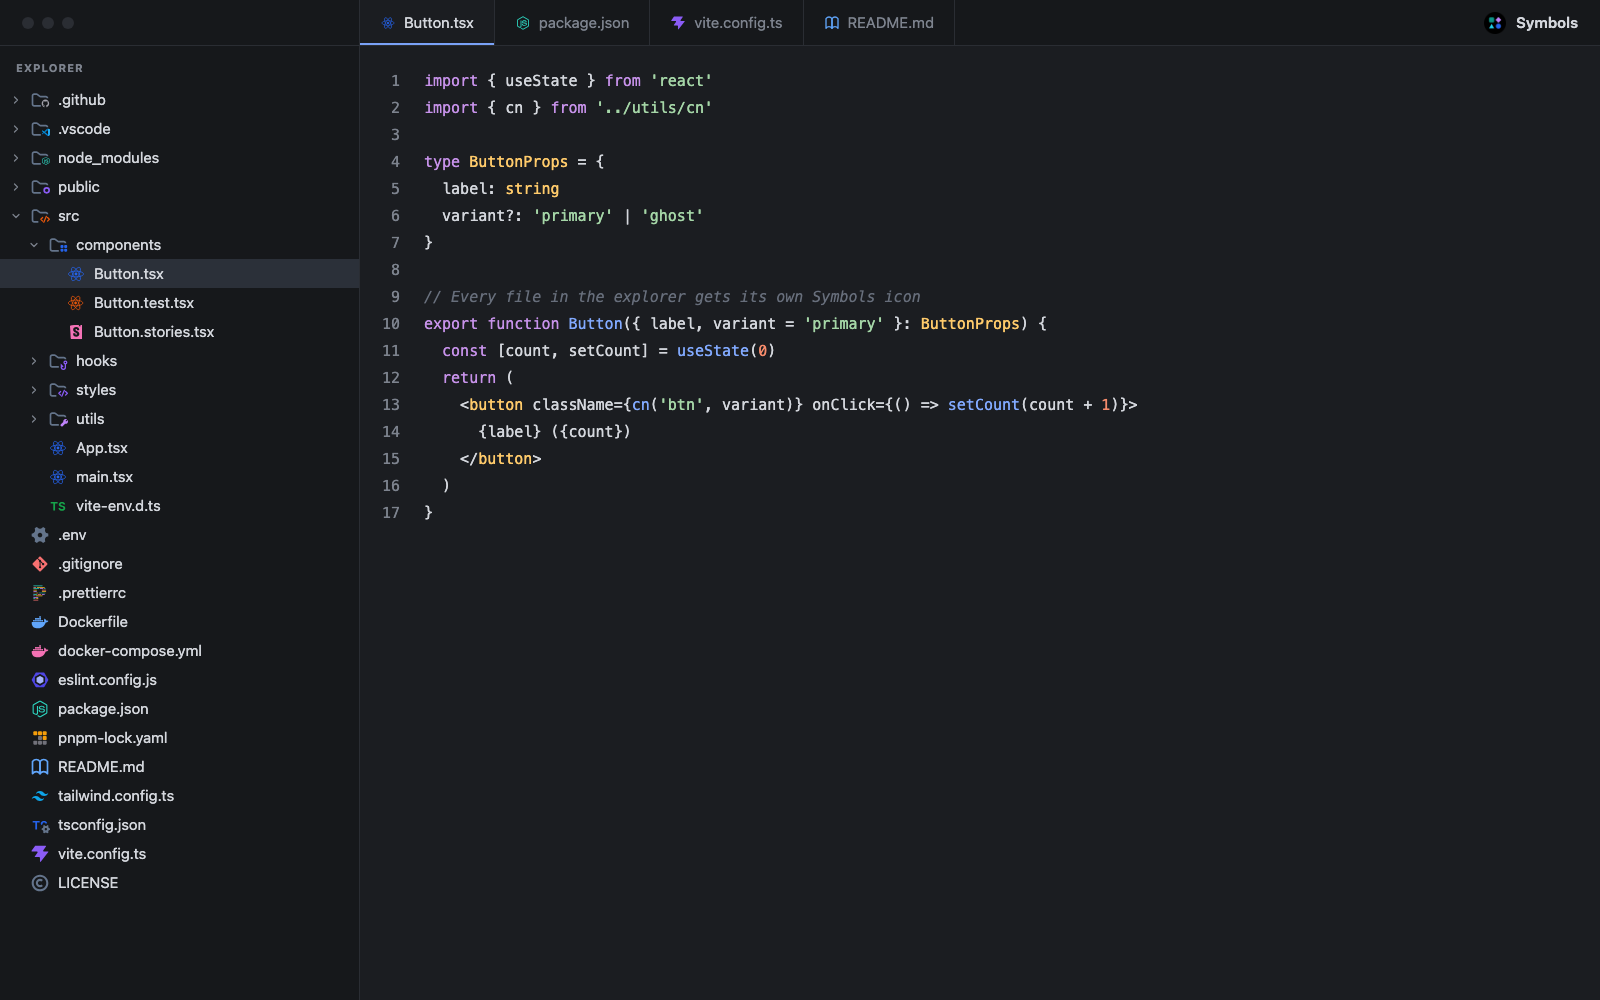 Button.tsx
package.json
vite.config.ts
README.md
Symbols
EXPLORER
.github
.vscode
node_modules
public
src
components
Button.tsx
Button.test.tsx
Button.stories.tsx
hooks
styles
utils
App.tsx
main.tsx
TS vite-env.d.ts
.env
.gitignore
.prettierrc
Dockerfile
docker-compose.yml
eslint.config.js
package.json
pnpm-lock.yaml
README.md
tailwind.config.ts
tsconfig.json
vite.config.ts
LICENSE
1 import { useState } from 'react'
2 import { cn } from '../utils/cn'
3
4 type ButtonProps = {
5 label: string
6 variant?: 'primary' | 'ghost'
7 }
8
9 // Every file in the explorer gets its own Symbols icon
10 export function Button({ label, variant = 'primary' }: ButtonProps) {
11 const [count, setCount] = useState(0)
12 return (
13 <button className={cn('btn', variant)} onClick={() => setCount(count + 1)}>
14 {label} ({count})
15 </button>
16 )
17 }